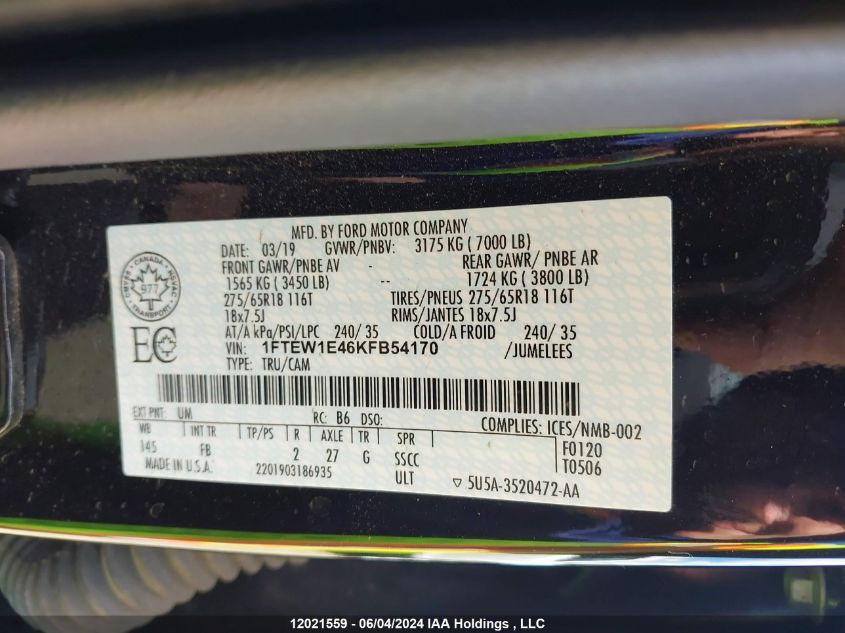 MFD. BY FORD MOTOR COMPANY
DATE: 03/19 GVWR/PNBV: 3175 KG ( 7000 LB)
FRONT GAWR/PNBE AV - REAR GAWR/ PNBE AR
1565 KG ( 3450 LB) -- 1724 KG ( 3800 LB)
275/65R18 116T TIRES/PNEUS 275/65R18 116T
18x7.5J RIMS/JANTES 18x7.5J
AT/A kPa/PSI/LPC 240/ 35 COLD/A FROID 240/ 35
VIN: 1FTEW1E46KFB54170 /JUMELEES
TYPE: TRU/CAM
CANADA
977
TRANSPORT
EC
EXT PNT: UM RC: B6 DSO: COMPLIES: ICES/NMB-002
WB INT TR TP/PS R AXLE TR SPR F0120
145 FB 2 27 G SSCC T0506
MADE IN U.S.A. 2201903186935 ULT ▽ 5U5A-3520472-AA
12021559 - 06/04/2024 IAA Holdings , LLC